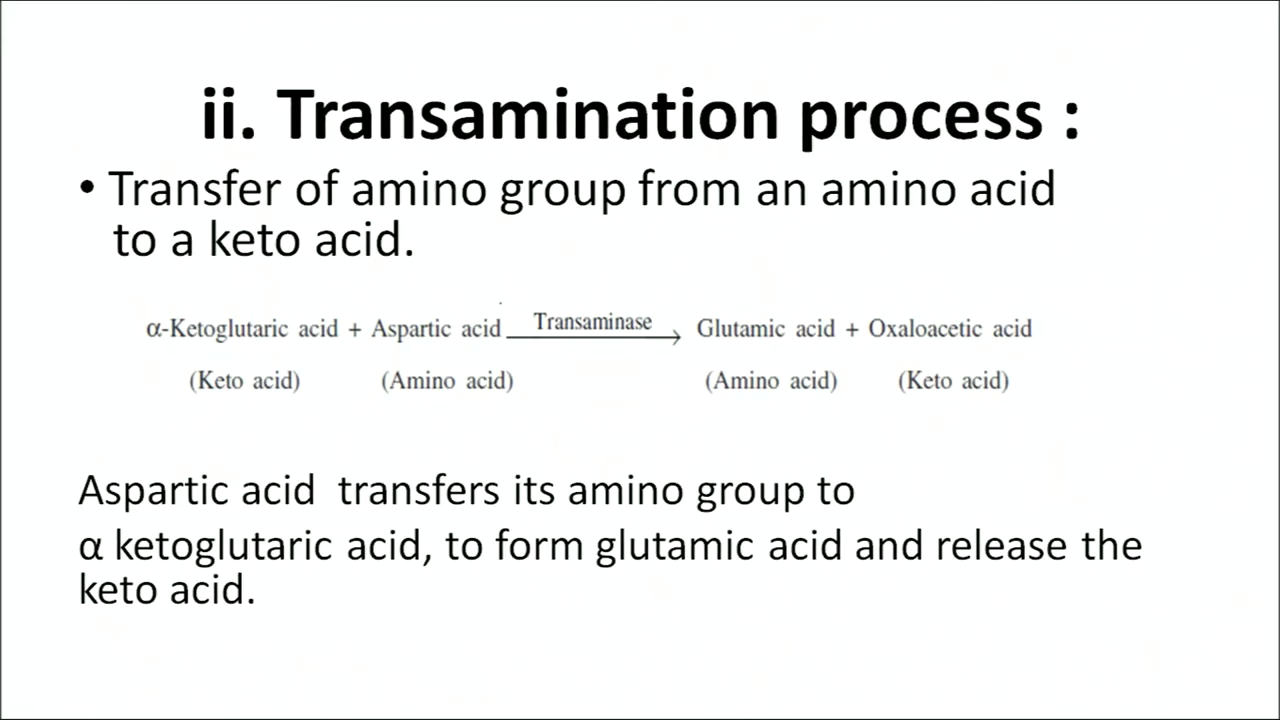 ii. Transamination process :
• Transfer of amino group from an amino acid
to a keto acid.
Transaminase
α-Ketoglutaric acid + Aspartic acid ⟶ Glutamic acid + Oxaloacetic acid
(Keto acid) (Amino acid) (Amino acid) (Keto acid)
Aspartic acid transfers its amino group to
α ketoglutaric acid, to form glutamic acid and release the
keto acid.